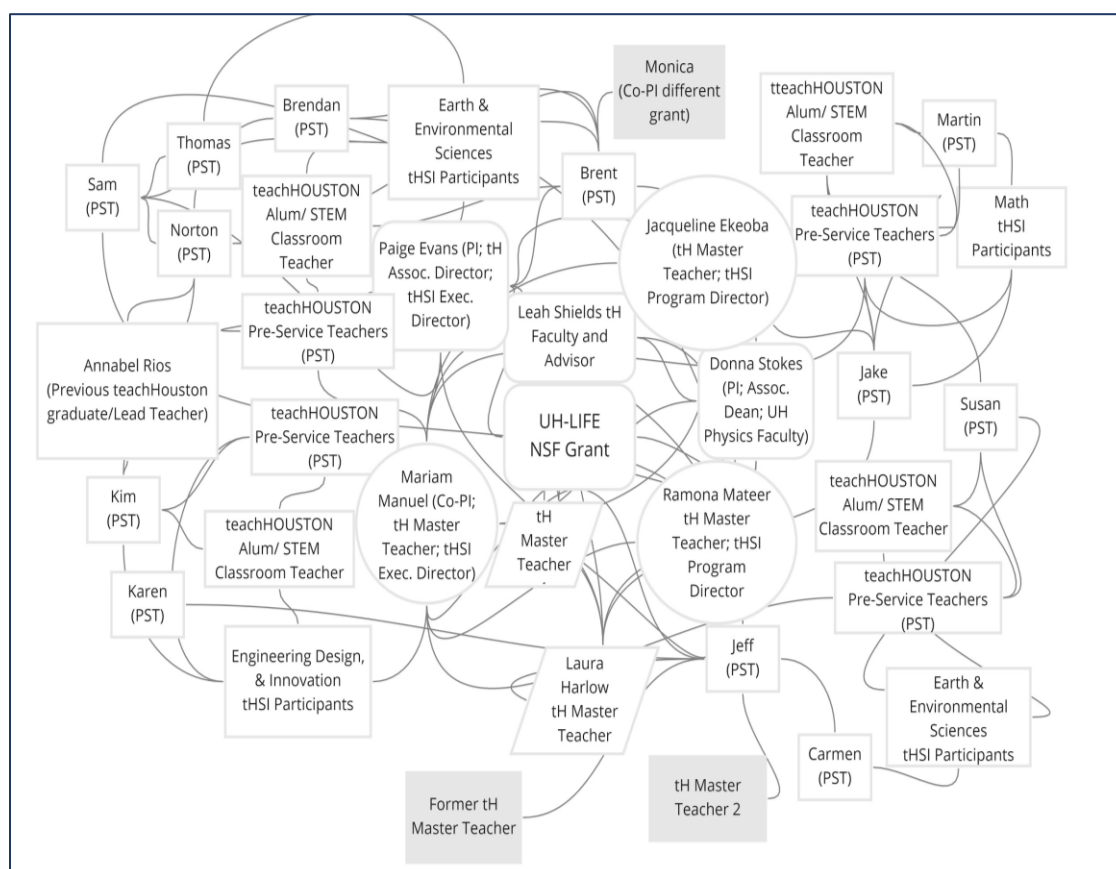 Monica
(Co-PI different
grant)
tteachHOUSTON
Alum/ STEM
Classroom
Teacher
Brendan
(PST)
Earth &
Environmental
Sciences
tHSI Participants
Martin
(PST)
Thomas
(PST)
Brent
(PST)
Sam
(PST)
teachHOUSTON
Alum/ STEM
Classroom
Teacher
Norton
(PST)
Jacqueline Ekeoba
(tH Master
Teacher; tHSI
Program Director)
teachHOUSTON
Pre-Service Teachers
(PST)
Math
tHSI
Participants
Paige Evans (PI; tH
Assoc. Director;
tHSI Exec.
Director)
teachHOUSTON
Pre-Service Teachers
(PST)
Leah Shields tH
Faculty and
Advisor
Annabel Rios
(Previous teachHouston
graduate/Lead Teacher)
Donna Stokes
(PI; Assoc.
Dean; UH
Physics Faculty)
Jake
(PST)
Susan
(PST)
teachHOUSTON
Pre-Service Teachers
(PST)
UH-LIFE
NSF Grant
Mariam
Manuel (Co-PI;
tH Master
Teacher; tHSI
Exec. Director)
Ramona Mateer
tH Master
Teacher; tHSI
Program
Director
teachHOUSTON
Alum/ STEM
Classroom Teacher
Kim
(PST)
teachHOUSTON
Alum/ STEM
Classroom Teacher
tH
Master
Teacher
Karen
(PST)
teachHOUSTON
Pre-Service Teachers
(PST)
Engineering Design,
& Innovation
tHSI Participants
Laura
Harlow
tH Master
Teacher
Jeff
(PST)
Earth &
Environmental
Sciences
tHSI Participants
Carmen
(PST)
Former tH
Master Teacher
tH Master
Teacher 2